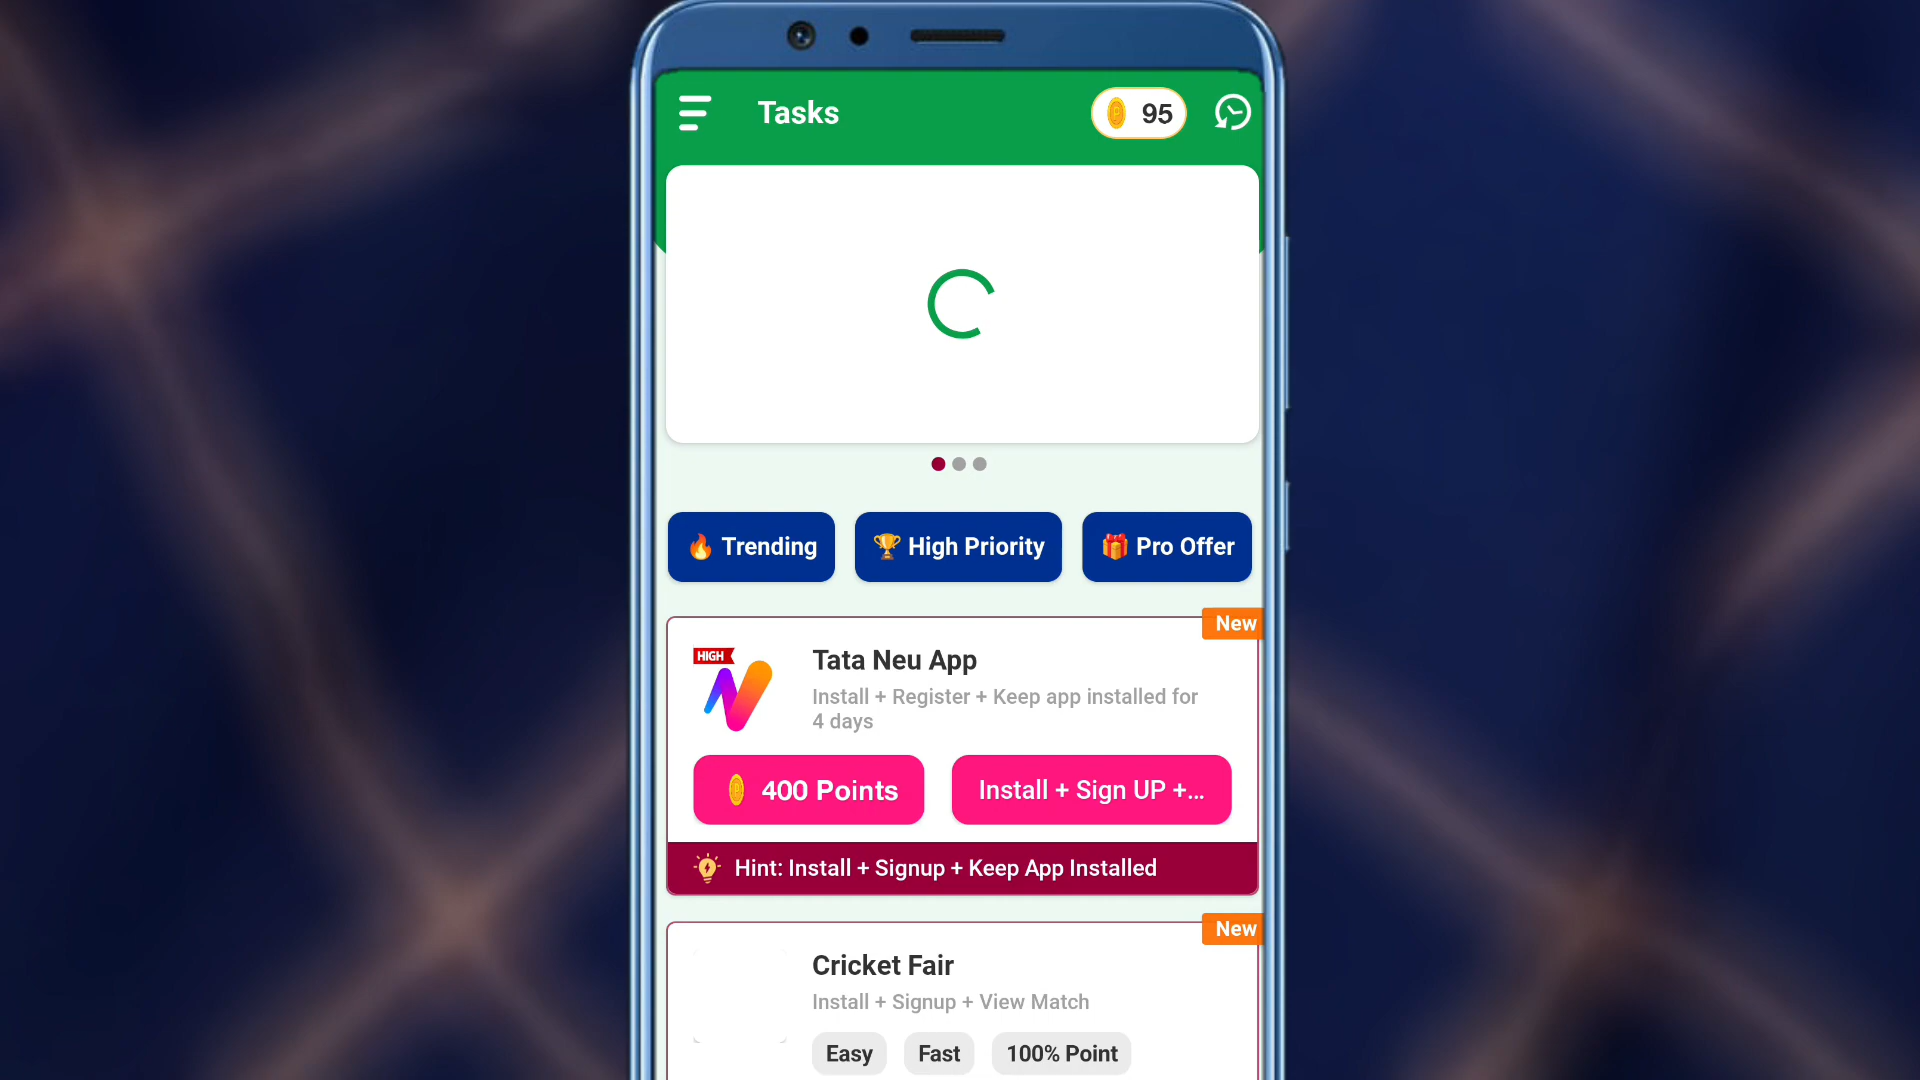 Tasks
95
🔥 Trending
🏆 High Priority
🎁 Pro Offer
New
HIGH
Tata Neu App
Install + Register + Keep app installed for
4 days
400 Points
Install + Sign UP +...
Hint: Install + Signup + Keep App Installed
New
Cricket Fair
Install + Signup + View Match
Easy
Fast
100% Point